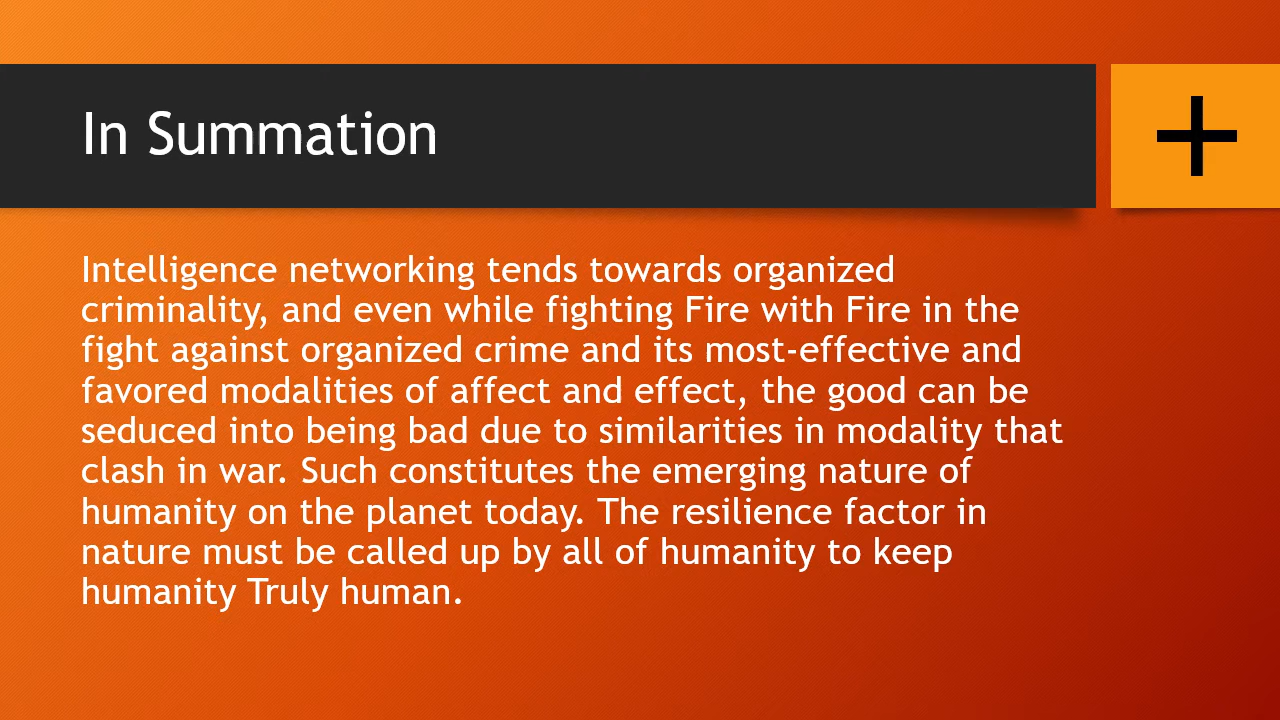 In Summation
+
Intelligence networking tends towards organized
criminality, and even while fighting Fire with Fire in the
fight against organized crime and its most-effective and
favored modalities of affect and effect, the good can be
seduced into being bad due to similarities in modality that
clash in war. Such constitutes the emerging nature of
humanity on the planet today. The resilience factor in
nature must be called up by all of humanity to keep
humanity Truly human.